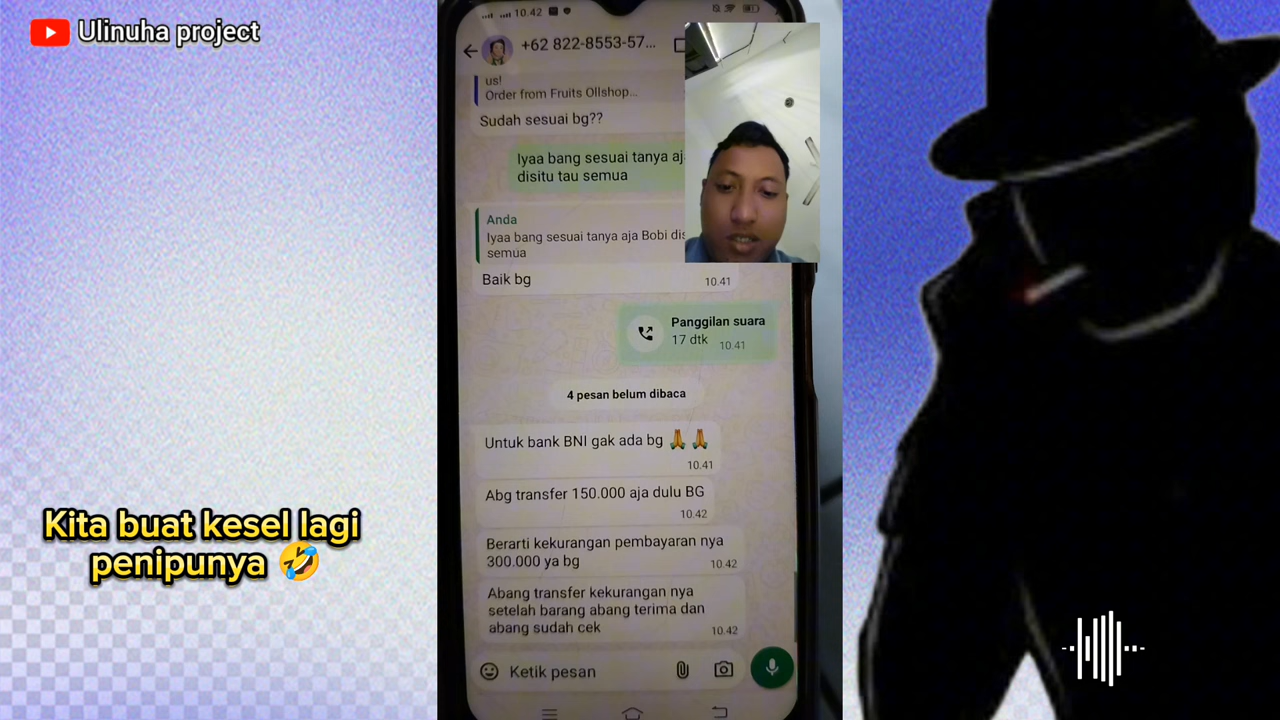 Ulinuha project
10.42
+62 822-8553-57...
us!
Order from Fruits Ollshop...
Sudah sesuai bg??
Iyaa bang sesuai tanya aj
disitu tau semua
Anda
Iyaa bang sesuai tanya aja Bobi dis
semua
Baik bg
10.41
Panggilan suara
17 dtk 10.41
4 pesan belum dibaca
Untuk bank BNI gak ada bg 🙏 🙏
10.41
Abg transfer 150.000 aja dulu BG
10.42
Berarti kekurangan pembayaran nya
300.000 ya bg
10.42
Abang transfer kekurangan nya
setelah barang abang terima dan
abang sudah cek
10.42
Ketik pesan
Kita buat kesel lagi
penipunya 🤣